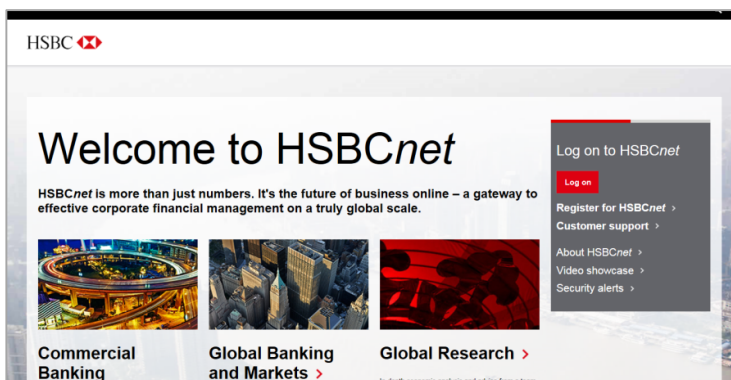 HSBC
Welcome to HSBCnet
HSBCnet is more than just numbers. It's the future of business online – a gateway to
effective corporate financial management on a truly global scale.
Commercial
Banking
Global Banking
and Markets >
Global Research >
Log on to HSBCnet
Log on
Register for HSBCnet >
Customer support >
About HSBCnet >
Video showcase >
Security alerts >